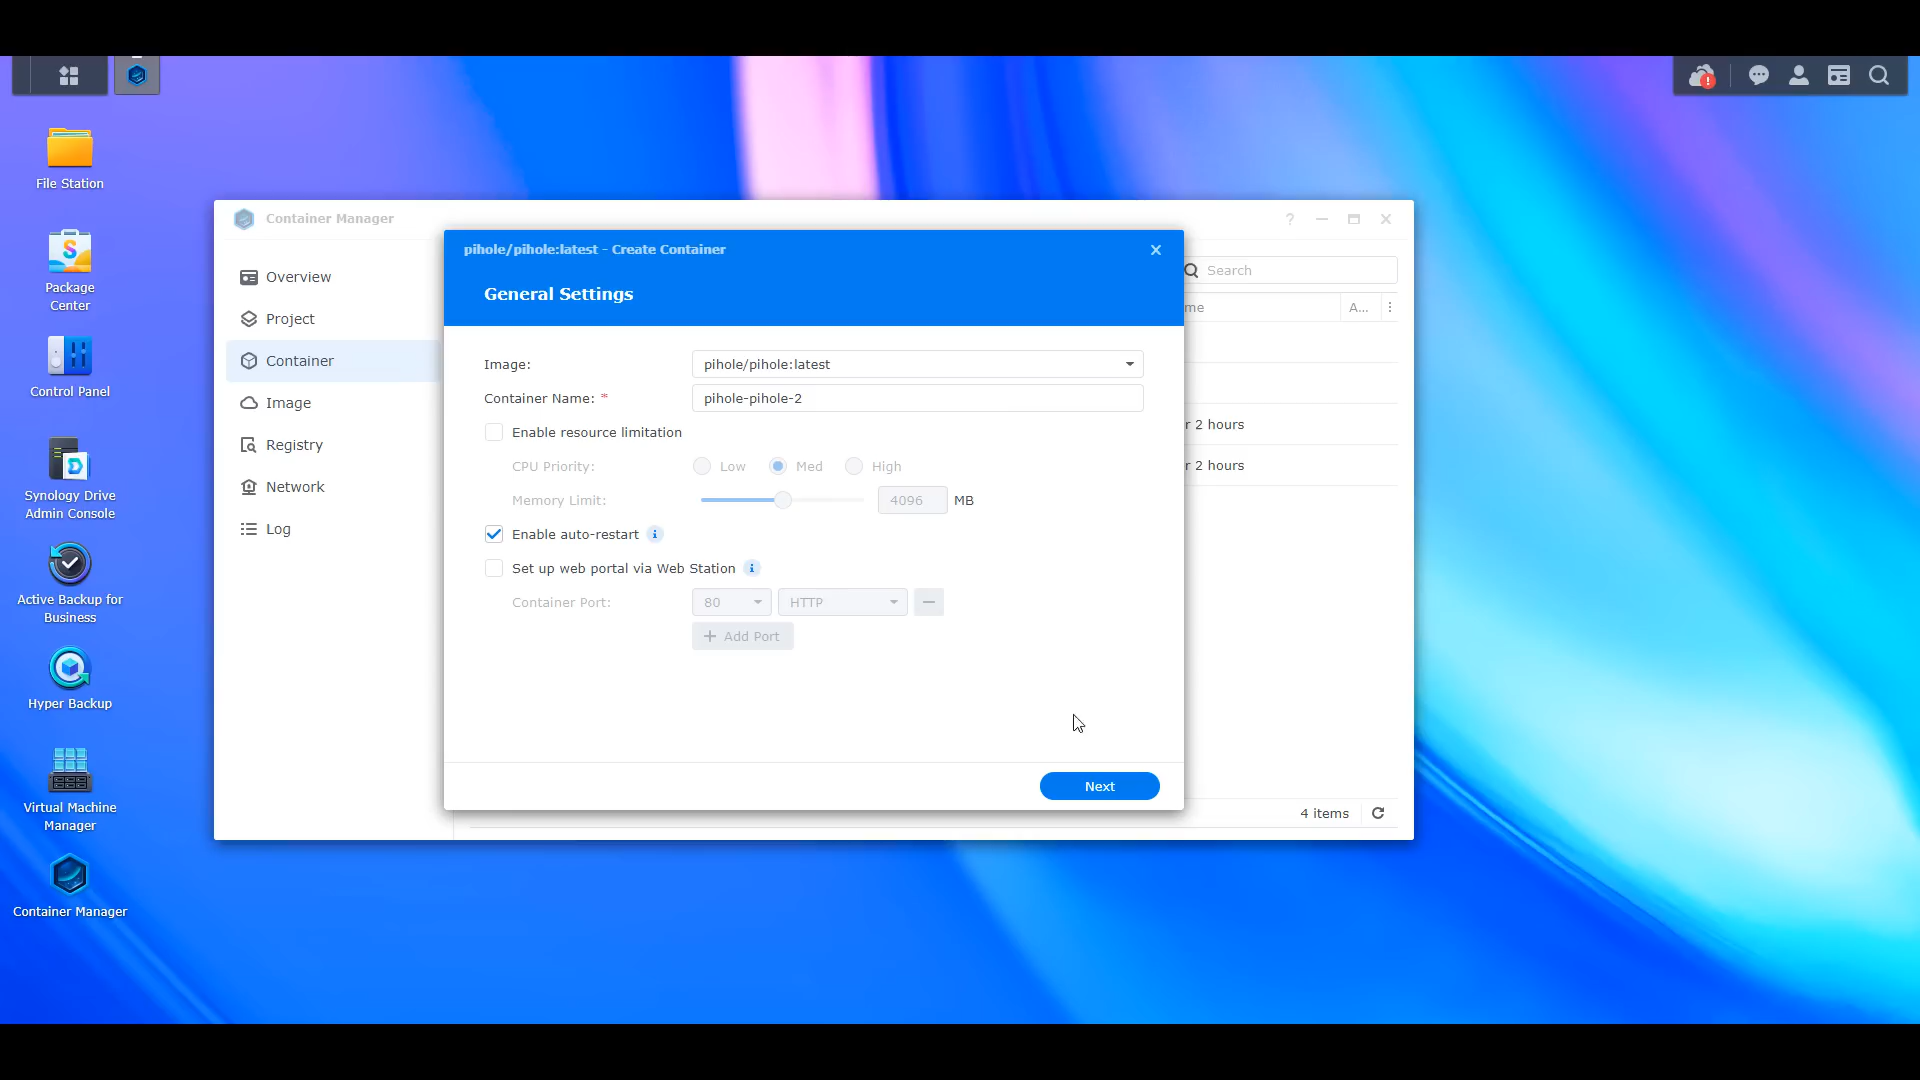 File Station
Package
Center
Control Panel
Synology Drive
Admin Console
Active Backup for
Business
Hyper Backup
Virtual Machine
Manager
Container Manager
Container Manager
?
Overview
Project
Container
Image
Registry
Network
Log
Search
me
A...
r 2 hours
r 2 hours
4 items
pihole/pihole:latest - Create Container
General Settings
Image:
pihole/pihole:latest
Container Name: *
pihole-pihole-2
Enable resource limitation
CPU Priority:
Low
Med
High
Memory Limit:
4096
MB
Enable auto-restart
Set up web portal via Web Station
Container Port:
80
HTTP
Add Port
Next